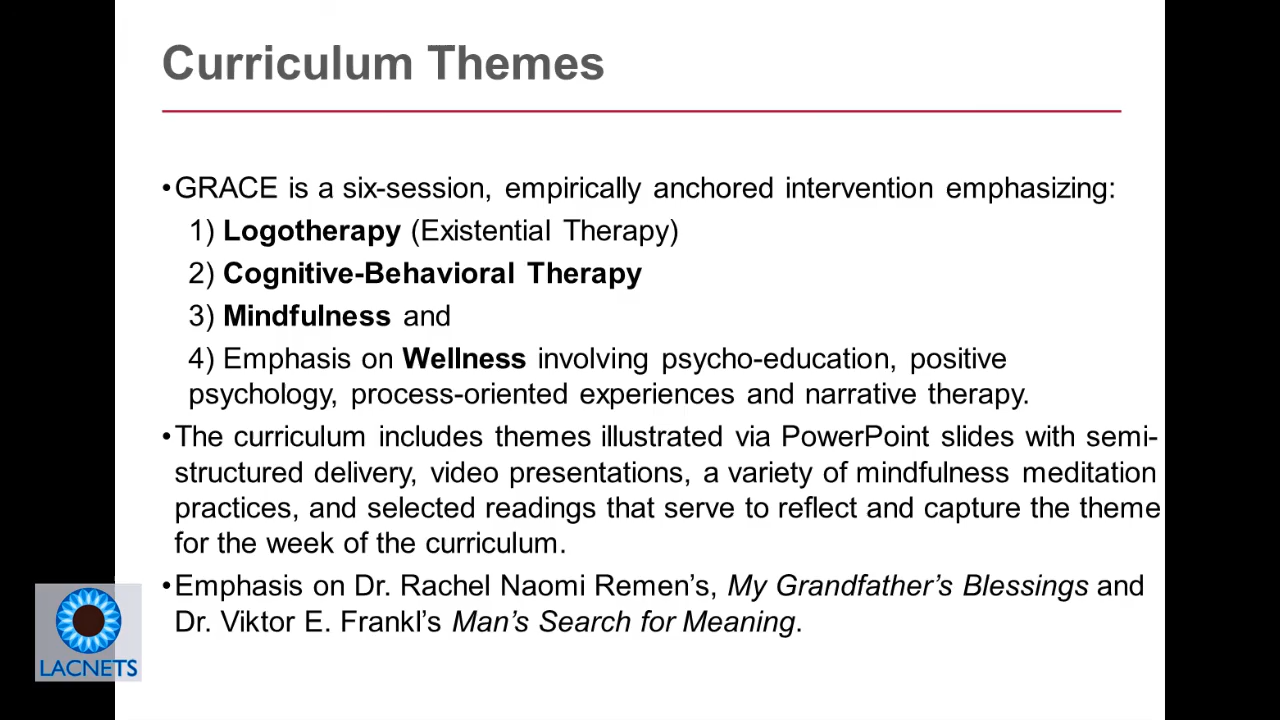 Curriculum Themes
•GRACE is a six-session, empirically anchored intervention emphasizing:
1) Logotherapy (Existential Therapy)
2) Cognitive-Behavioral Therapy
3) Mindfulness and
4) Emphasis on Wellness involving psycho-education, positive
psychology, process-oriented experiences and narrative therapy.
•The curriculum includes themes illustrated via PowerPoint slides with semi-
structured delivery, video presentations, a variety of mindfulness meditation
practices, and selected readings that serve to reflect and capture the theme
for the week of the curriculum.
•Emphasis on Dr. Rachel Naomi Remen’s, My Grandfather’s Blessings and
Dr. Viktor E. Frankl’s Man’s Search for Meaning.
LACNETS